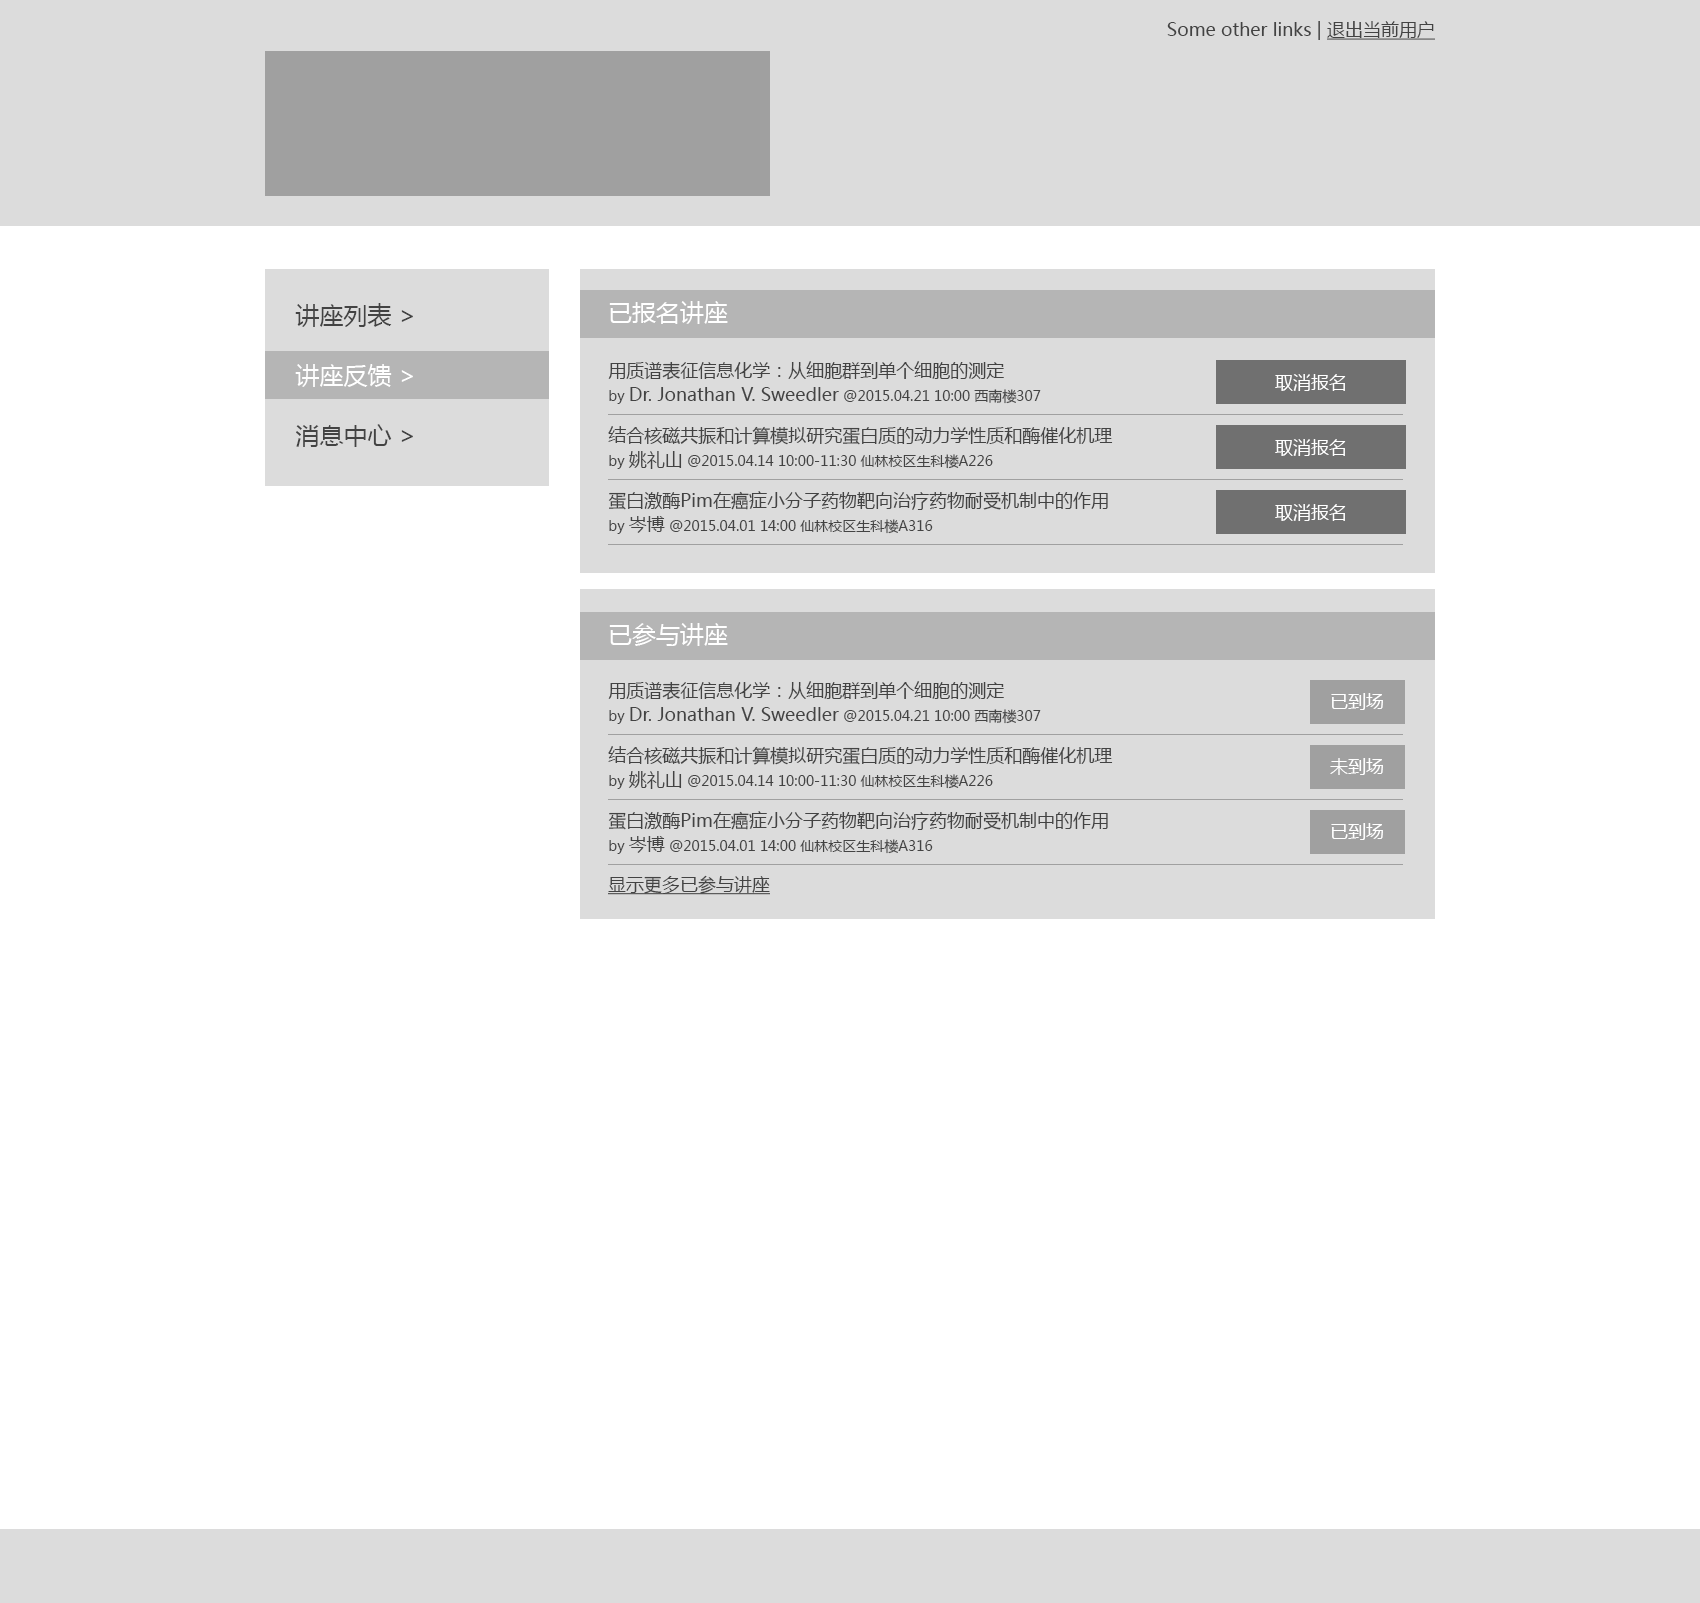 Some other links | 退出当前用户
讲座列表 >
讲座反馈 >
消息中心 >
已报名讲座
用质谱表征信息化学：从细胞群到单个细胞的测定
by Dr. Jonathan V. Sweedler @2015.04.21 10:00 西南楼307
取消报名
结合核磁共振和计算模拟研究蛋白质的动力学性质和酶催化机理
by 姚礼山 @2015.04.14 10:00-11:30 仙林校区生科楼A226
取消报名
蛋白激酶Pim在癌症小分子药物靶向治疗药物耐受机制中的作用
by 岑博 @2015.04.01 14:00 仙林校区生科楼A316
取消报名
已参与讲座
用质谱表征信息化学：从细胞群到单个细胞的测定
by Dr. Jonathan V. Sweedler @2015.04.21 10:00 西南楼307
已到场
结合核磁共振和计算模拟研究蛋白质的动力学性质和酶催化机理
by 姚礼山 @2015.04.14 10:00-11:30 仙林校区生科楼A226
未到场
蛋白激酶Pim在癌症小分子药物靶向治疗药物耐受机制中的作用
by 岑博 @2015.04.01 14:00 仙林校区生科楼A316
已到场
显示更多已参与讲座